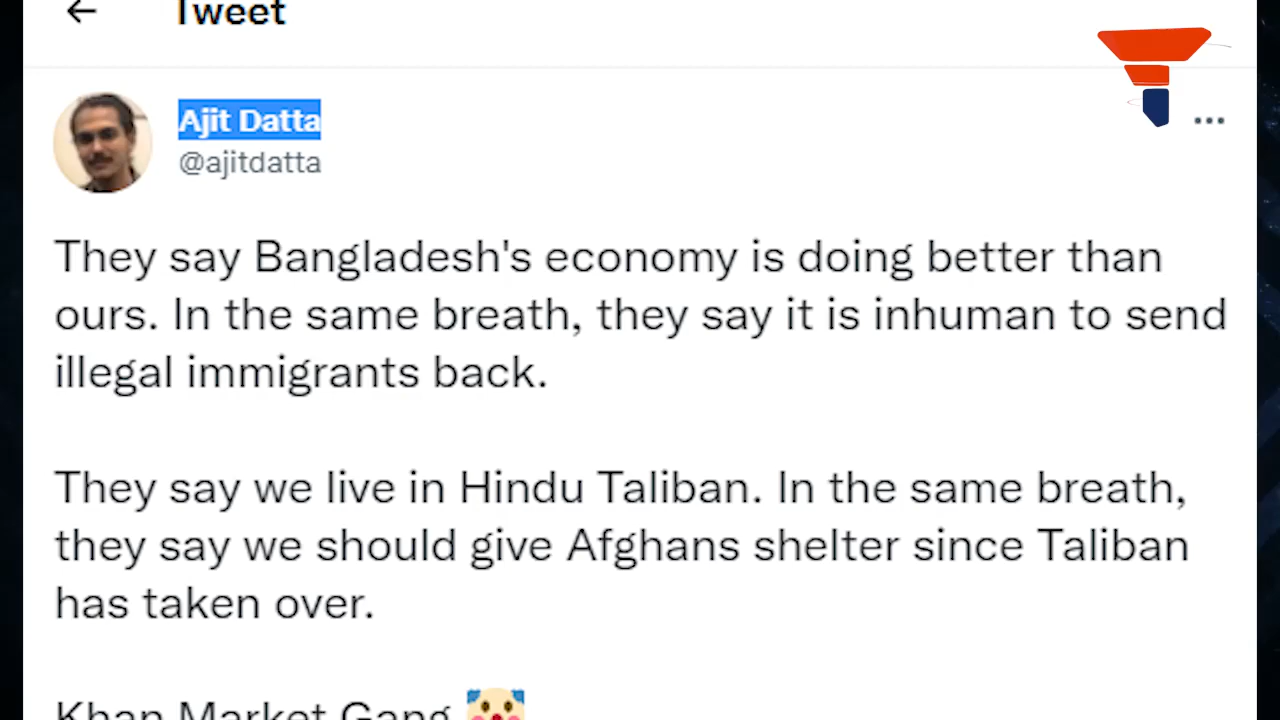 Tweet
Ajit Datta
@ajitdatta
They say Bangladesh's economy is doing better than
ours. In the same breath, they say it is inhuman to send
illegal immigrants back.
They say we live in Hindu Taliban. In the same breath,
they say we should give Afghans shelter since Taliban
has taken over.
Khan Market Gang 🤡